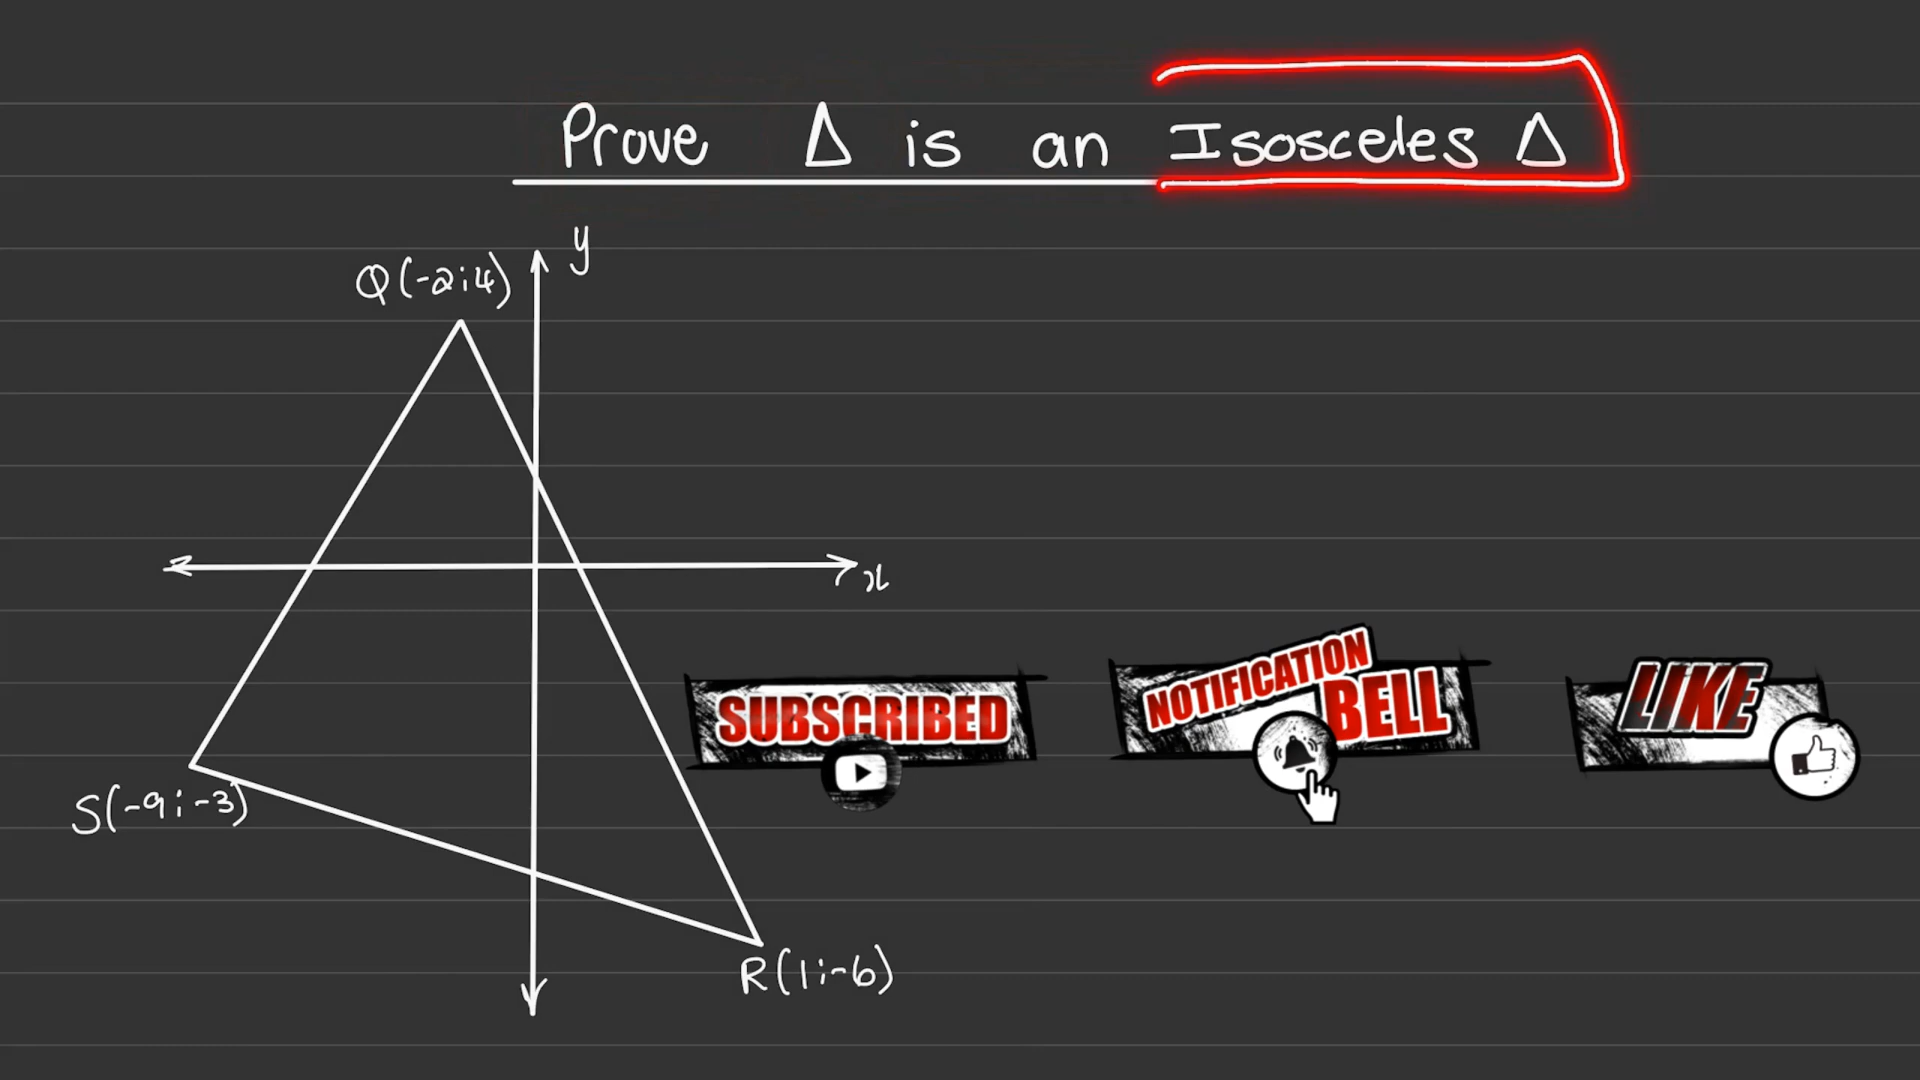 Prove Δ is an Isosceles Δ
y
Q(-2;4)
x
SUBSCRIBED
NOTIFICATION
BELL
LIKE
S(-9;-3)
R(1;-6)